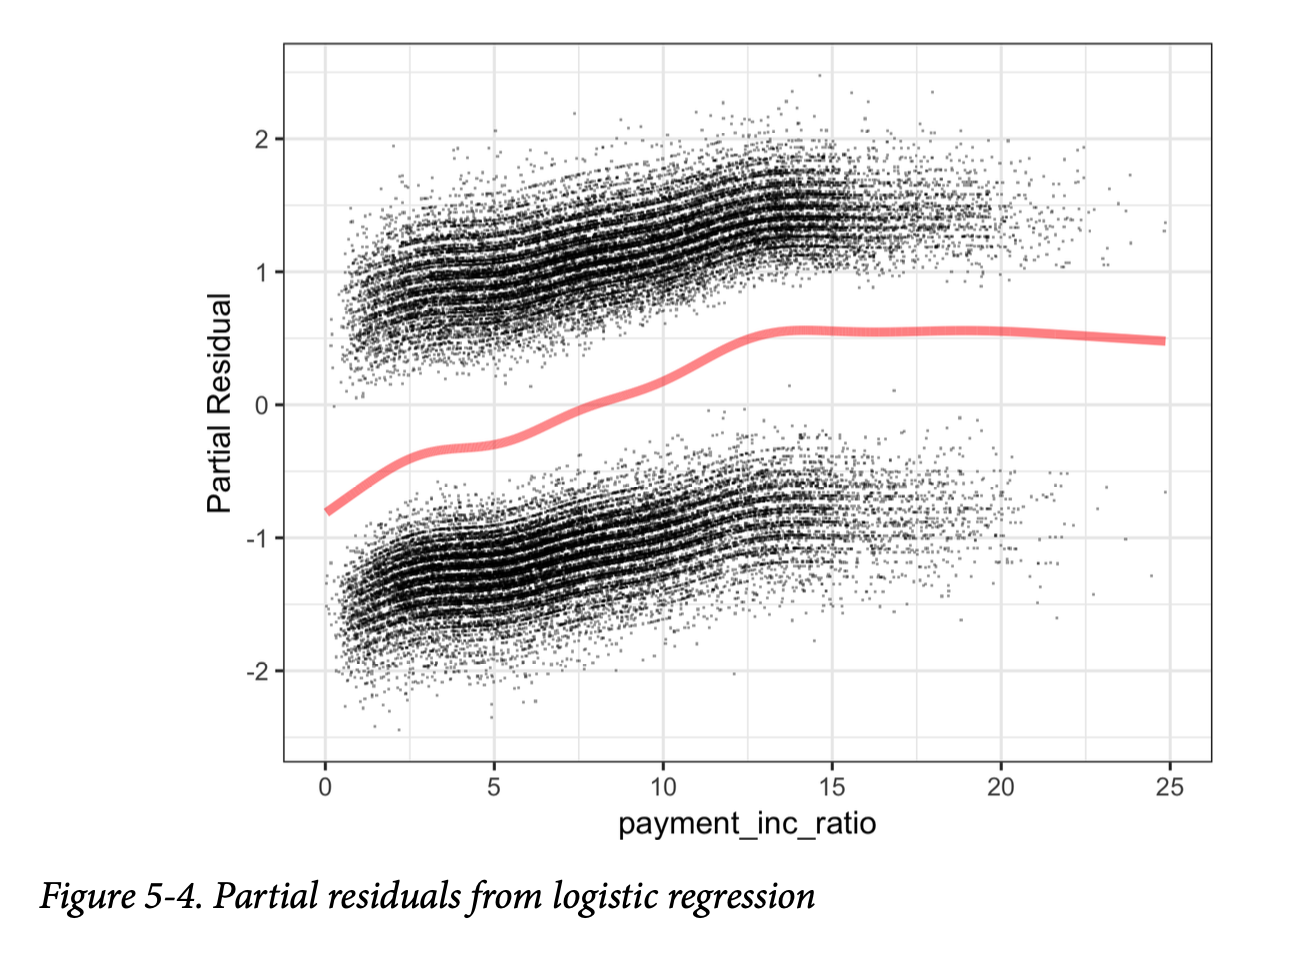 2
1
0
-1
-2
Partial Residual
0 5 10 15 20 25
payment_inc_ratio
Figure 5-4. Partial residuals from logistic regression